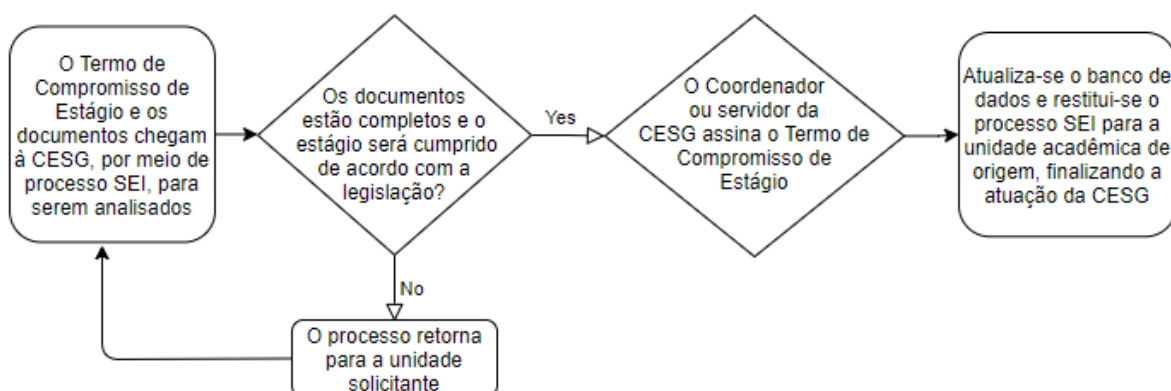 O Termo de
Compromisso de
Estágio e os
documentos chegam
à CESG, por meio de
processo SEI, para
serem analisados
Os documentos
estão completos e o
estágio será cumprido
de acordo com a
legislação?
Yes
O Coordenador
ou servidor da
CESG assina o Termo de
Compromisso de
Estágio
Atualiza-se o banco de
dados e restitui-se o
processo SEI para a
unidade acadêmica de
origem, finalizando a
atuação da CESG
No
O processo retorna
para a unidade
solicitante